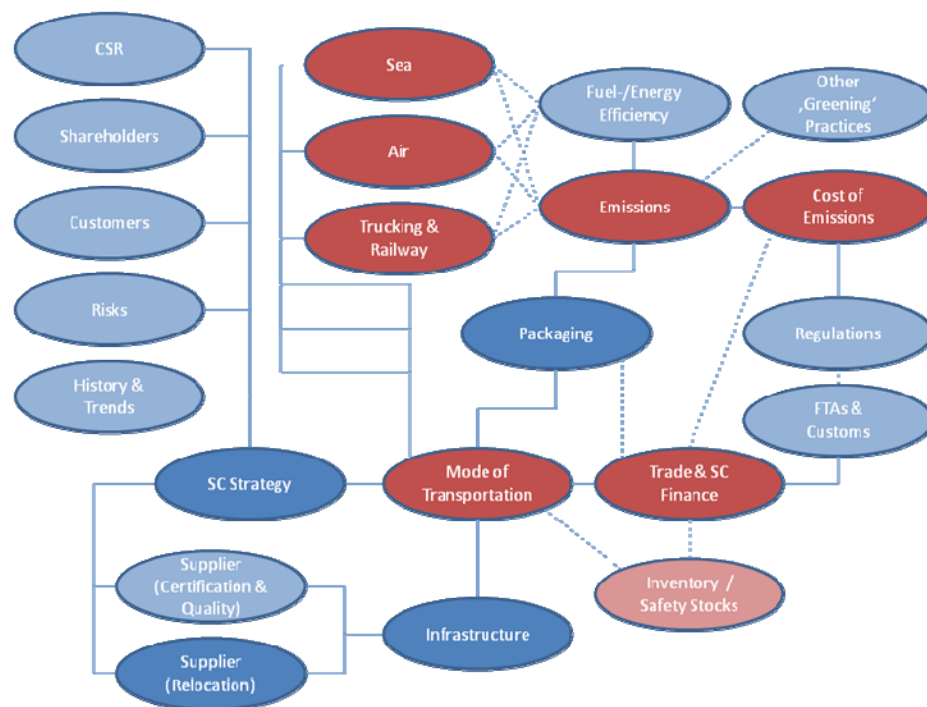 CSR
Shareholders
Customers
Risks
History &
Trends
Sea
Air
Trucking &
Railway
Fuel-/Energy
Efficiency
Other
‚Greening‘
Practices
Emissions
Cost of
Emissions
Packaging
Regulations
FTAs &
Customs
SC Strategy
Mode of
Transportation
Trade & SC
Finance
Supplier
(Certification &
Quality)
Inventory /
Safety Stocks
Infrastructure
Supplier
(Relocation)